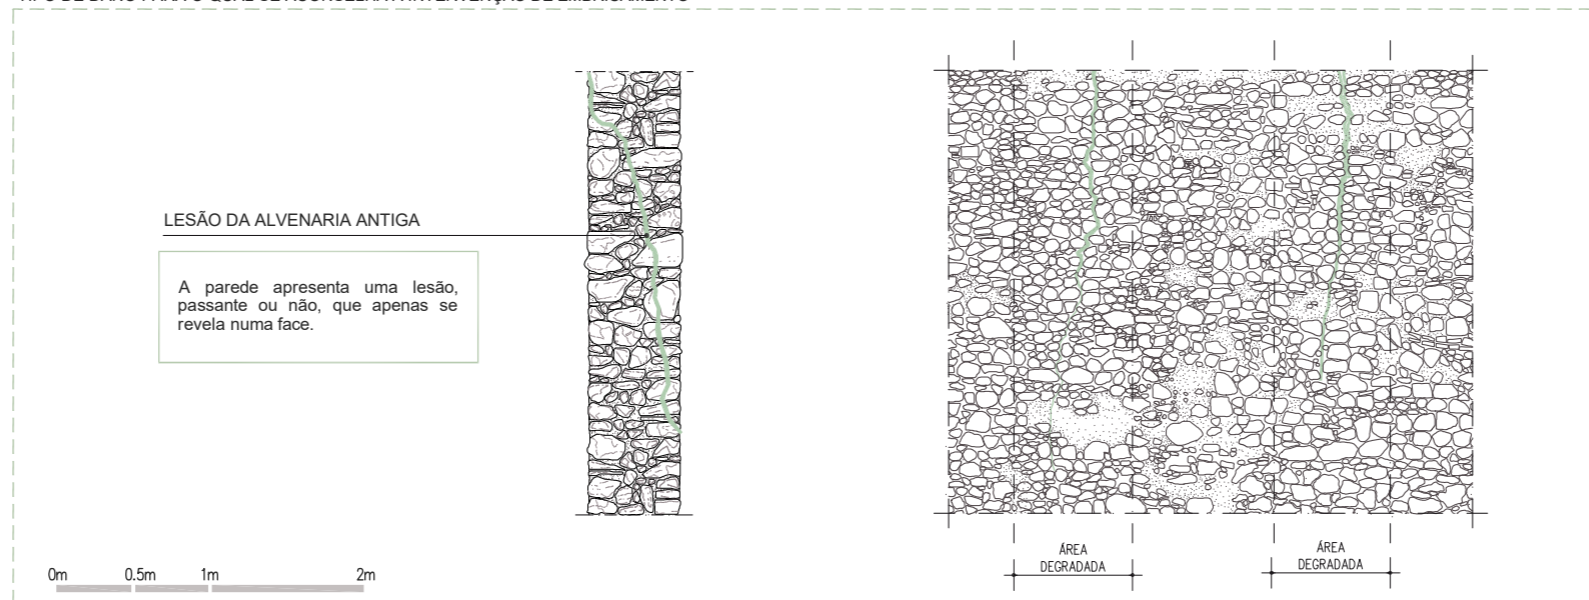 LESÃO DA ALVENARIA ANTIGA
A parede apresenta uma lesão,
passante ou não, que apenas se
revela numa face.
0m 0.5m 1m 2m
ÁREA
DEGRADADA
ÁREA
DEGRADADA